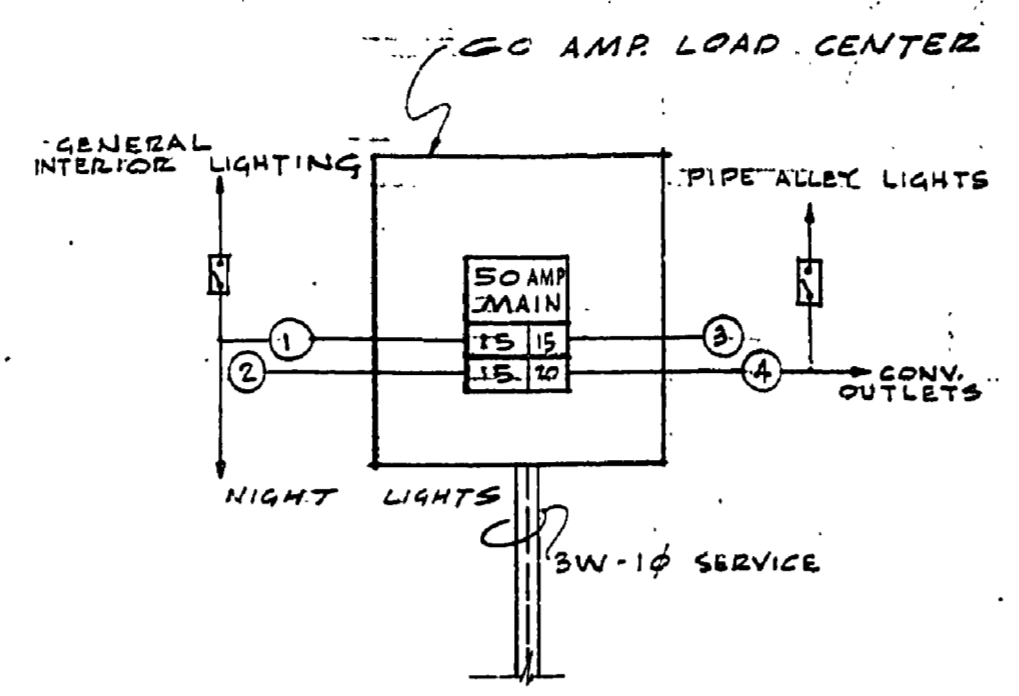 60 AMP. LOAD CENTER
GENERAL
INTERIOR LIGHTING
PIPE ALLEY LIGHTS
50 AMP
MAIN
1
15
15
3
2
15
20
4
CONV.
OUTLETS
NIGHT LIGHTS
3W-1φ SERVICE